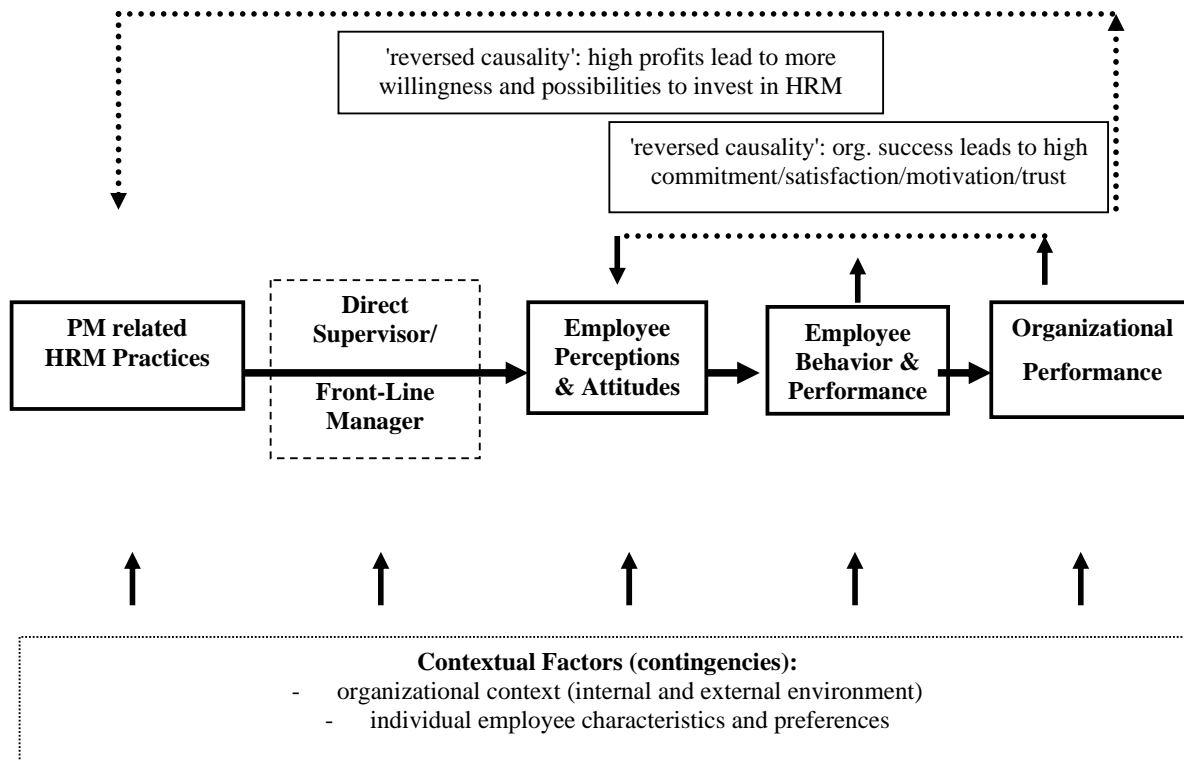 'reversed causality': high profits lead to more
willingness and possibilities to invest in HRM
'reversed causality': org. success leads to high
commitment/satisfaction/motivation/trust
PM related
HRM Practices
Direct
Supervisor/
Front-Line
Manager
Employee
Perceptions
& Attitudes
Employee
Behavior &
Performance
Organizational
Performance
Contextual Factors (contingencies):
- organizational context (internal and external environment)
- individual employee characteristics and preferences